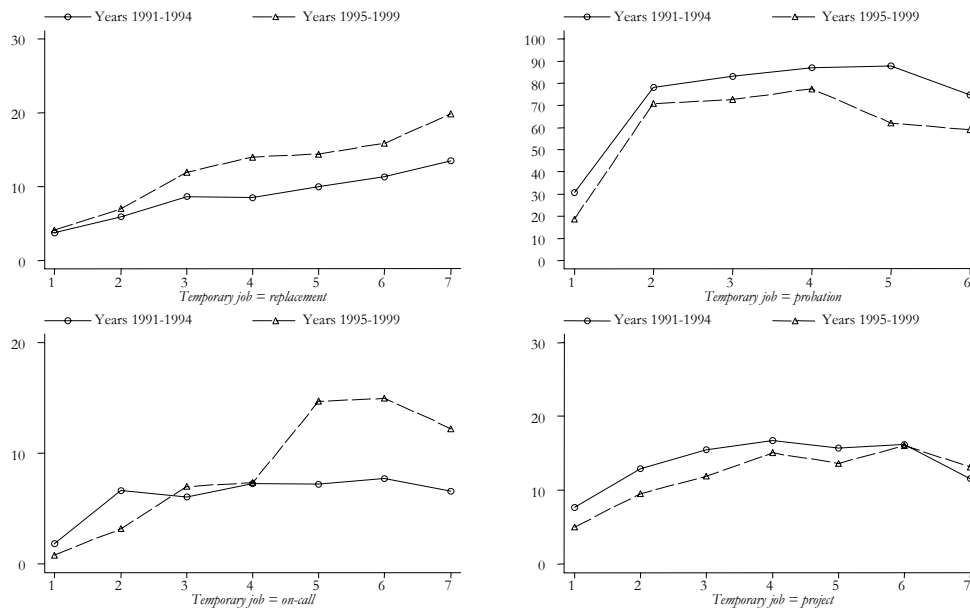 Years 1991-1994 Years 1995-1999
30
20
10
0
1 2 3 4 5 6 7
Temporary job = replacement
Years 1991-1994 Years 1995-1999
100
90
80
70
60
50
40
30
20
10
0
1 2 3 4 5 6
Temporary job = probation
Years 1991-1994 Years 1995-1999
20
10
0
1 2 3 4 5 6 7
Temporary job = on-call
Years 1991-1994 Years 1995-1999
30
20
10
0
1 2 3 4 5 6 7
Temporary job = project